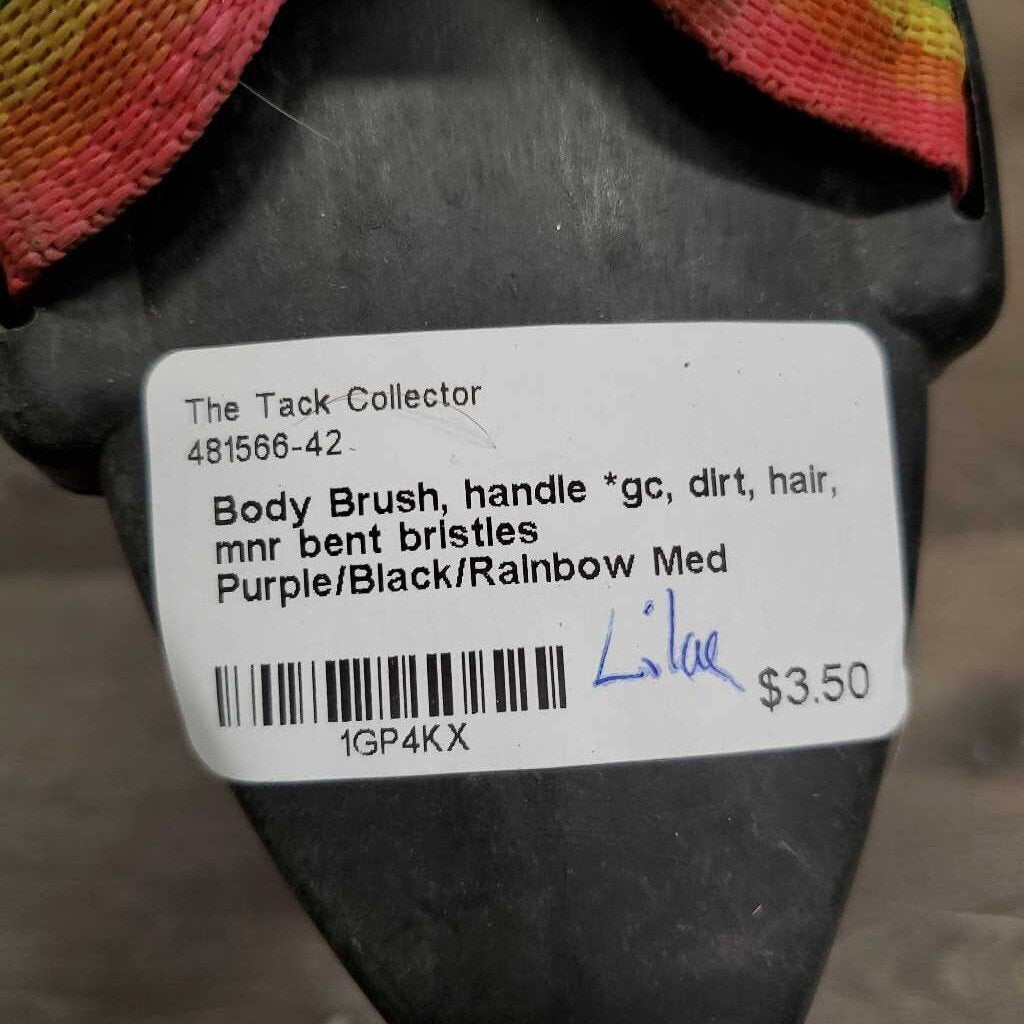 The Tack Collector
481566-42
Body Brush, handle *gc, dirt, hair,
mnr bent bristles
Purple/Black/Rainbow Med
Lilac
$3.50
1GP4KX